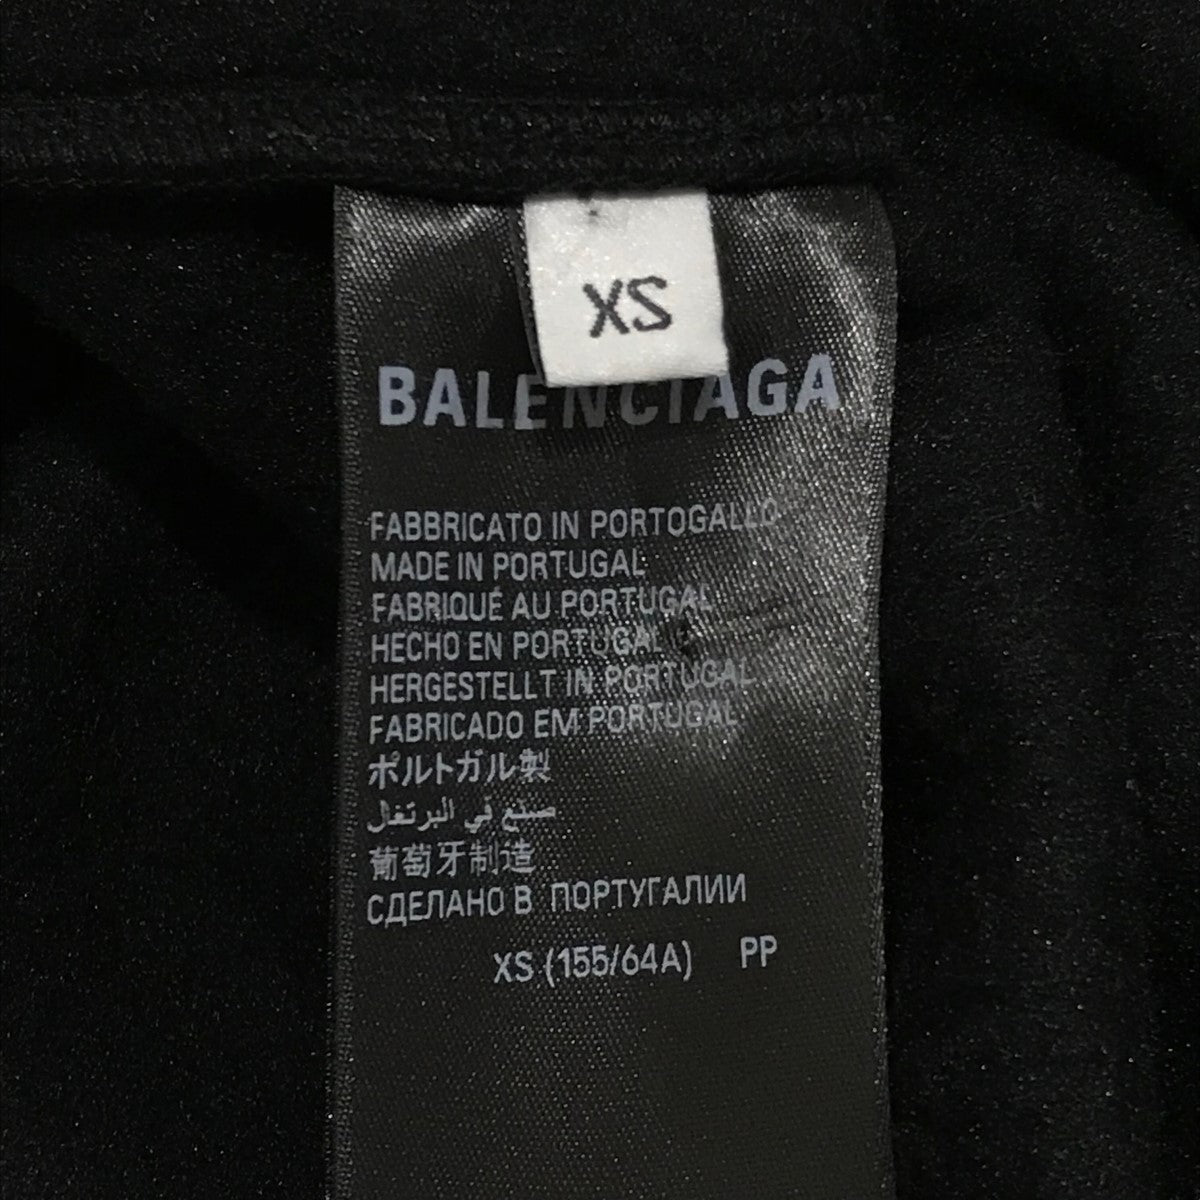 XS
BALENCIAGA
FABBRICATO IN PORTOGALLO
MADE IN PORTUGAL
FABRIQUÉ AU PORTUGAL
HECHO EN PORTUGAL
HERGESTELLT IN PORTUGAL
FABRICADO EM PORTUGAL
ポルトガル製
صنع في البرتغال
葡萄牙制造
СДЕЛАНО В ПОРТУГАЛИИ
XS (155/64A) PP